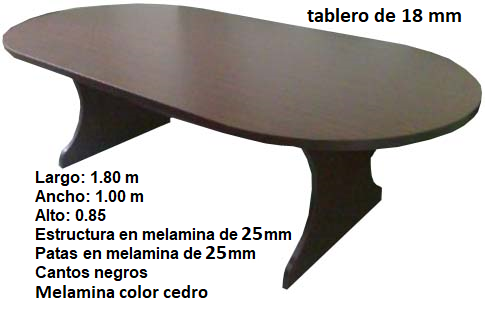 tablero de 18 mm
Largo: 1.80 m
Ancho: 1.00 m
Alto: 0.85
Estructura en melamina de 25mm
Patas en melamina de 25mm
Cantos negros
Melamina color cedro